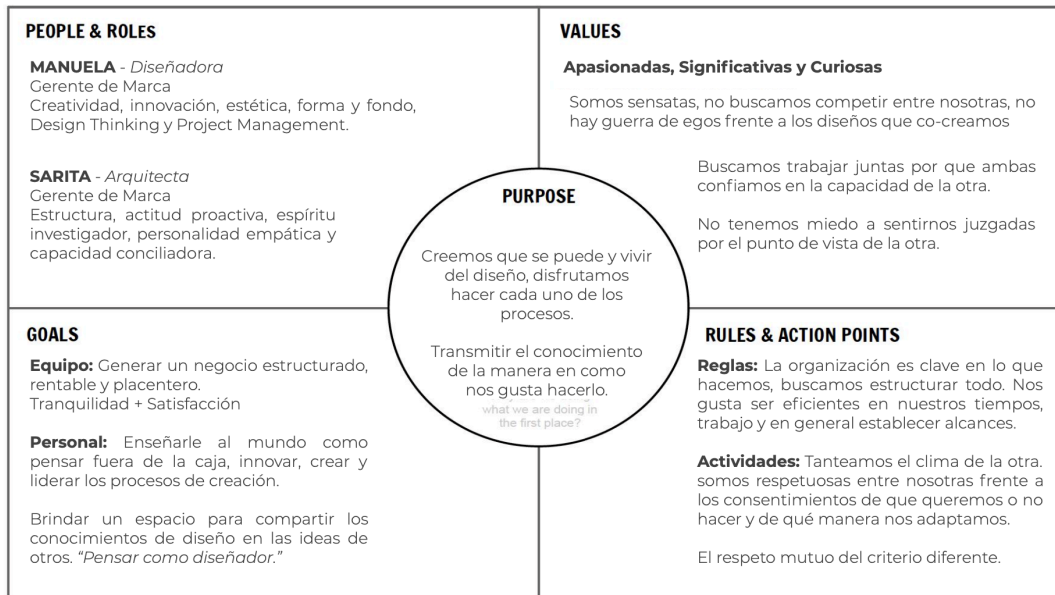 PEOPLE & ROLES
MANUELA - Diseñadora
Gerente de Marca
Creatividad, innovación, estética, forma y fondo,
Design Thinking y Project Management.
SARITA - Arquitecta
Gerente de Marca
Estructura, actitud proactiva, espíritu
investigador, personalidad empática y
capacidad conciliadora.
VALUES
Apasionadas, Significativas y Curiosas
Somos sensatas, no buscamos competir entre nosotras, no
hay guerra de egos frente a los diseños que co-creamos
Buscamos trabajar juntas por que ambas
confiamos en la capacidad de la otra.
No tenemos miedo a sentirnos juzgadas
por el punto de vista de la otra.
PURPOSE
Creemos que se puede y vivir
del diseño, disfrutamos
hacer cada uno de los
procesos.
Transmitir el conocimiento
de la manera en como
nos gusta hacerlo.
what we are doing in
the first place?
GOALS
Equipo: Generar un negocio estructurado,
rentable y placentero.
Tranquilidad + Satisfacción
Personal: Enseñarle al mundo como
pensar fuera de la caja, innovar, crear y
liderar los procesos de creación.
Brindar un espacio para compartir los
conocimientos de diseño en las ideas de
otros. “Pensar como diseñador.”
RULES & ACTION POINTS
Reglas: La organización es clave en lo que
hacemos, buscamos estructurar todo. Nos
gusta ser eficientes en nuestros tiempos,
trabajo y en general establecer alcances.
Actividades: Tanteamos el clima de la otra.
somos respetuosas entre nosotras frente a
los consentimientos de que queremos o no
hacer y de qué manera nos adaptamos.
El respeto mutuo del criterio diferente.